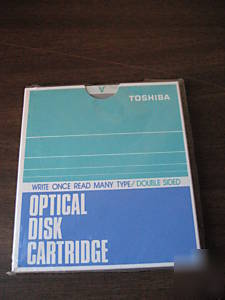 TOSHIBA
WRITE ONCE READ MANY TYPE/DOUBLE SIDED
OPTICAL
DISK
CARTRIDGE